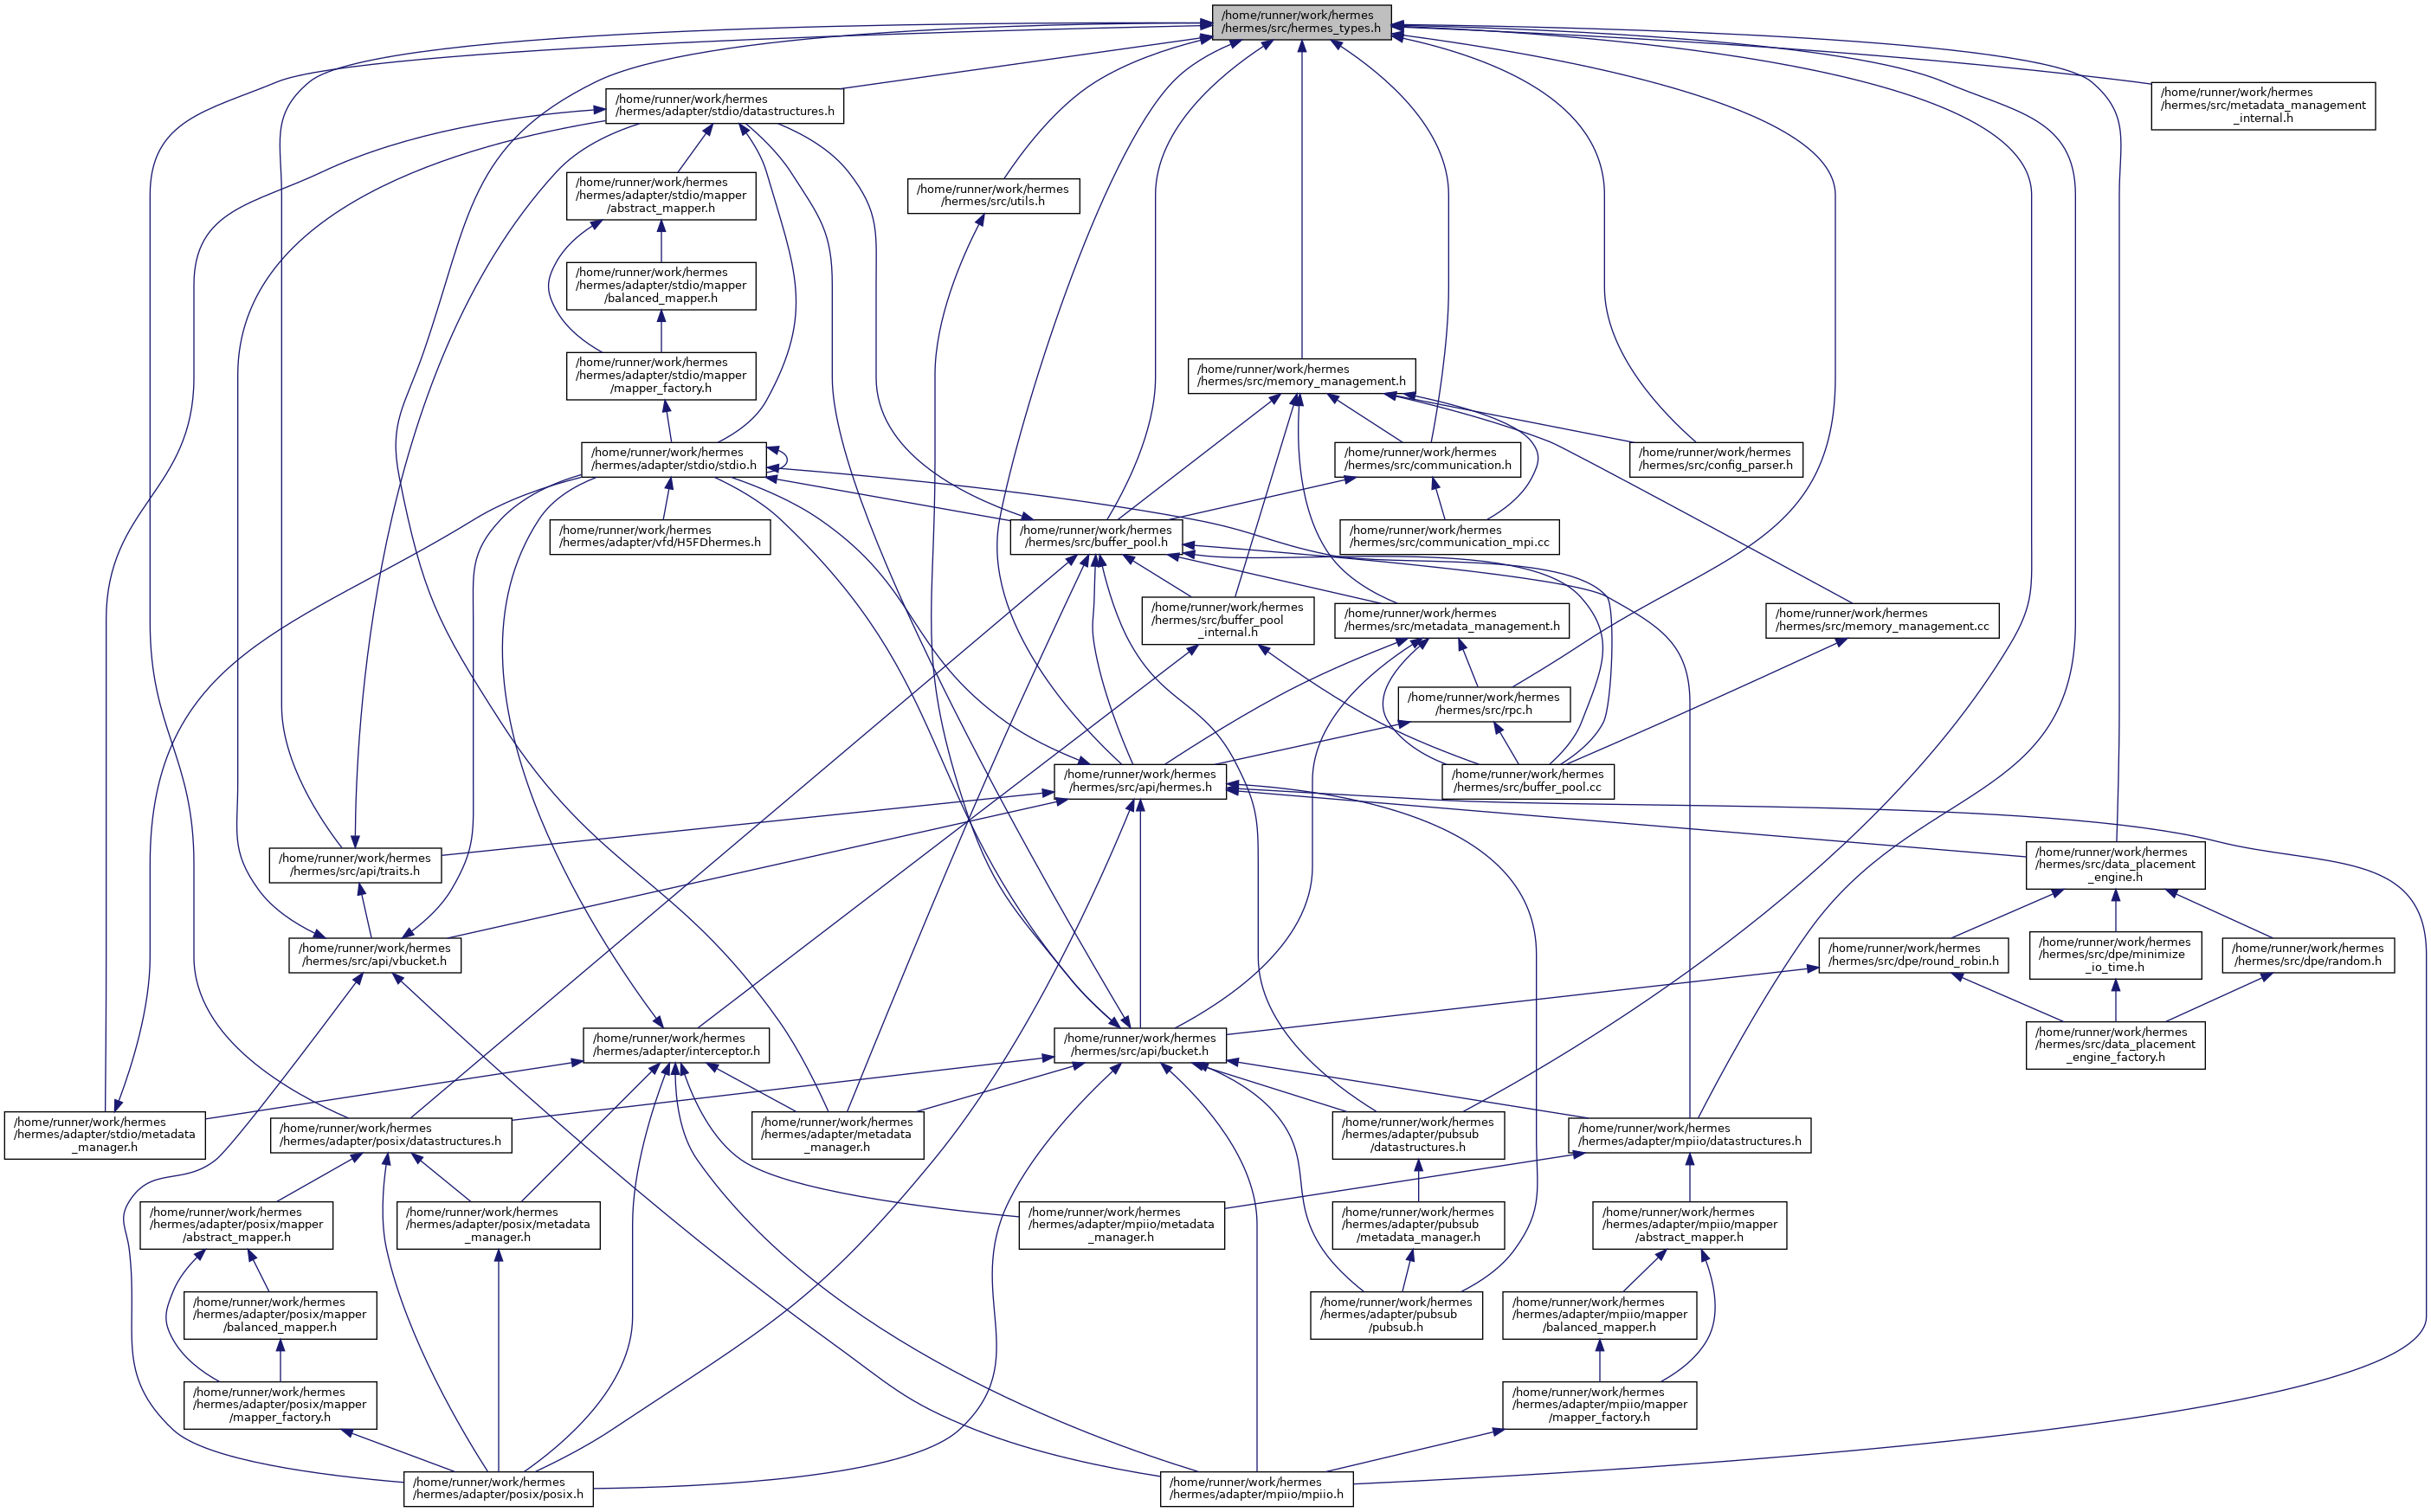 /home/runner/work/hermes
/hermes/src/hermes_types.h
/home/runner/work/hermes
/hermes/src/metadata_management
_internal.h
/home/runner/work/hermes
/hermes/adapter/stdio/datastructures.h
/home/runner/work/hermes
/hermes/adapter/stdio/mapper
/abstract_mapper.h
/home/runner/work/hermes
/hermes/src/utils.h
/home/runner/work/hermes
/hermes/adapter/stdio/mapper
/balanced_mapper.h
/home/runner/work/hermes
/hermes/adapter/stdio/mapper
/mapper_factory.h
/home/runner/work/hermes
/hermes/src/memory_management.h
/home/runner/work/hermes
/hermes/adapter/stdio/stdio.h
/home/runner/work/hermes
/hermes/src/communication.h
/home/runner/work/hermes
/hermes/src/config_parser.h
/home/runner/work/hermes
/hermes/adapter/vfd/H5FDhermes.h
/home/runner/work/hermes
/hermes/src/buffer_pool.h
/home/runner/work/hermes
/hermes/src/communication_mpi.cc
/home/runner/work/hermes
/hermes/src/buffer_pool
_internal.h
/home/runner/work/hermes
/hermes/src/metadata_management.h
/home/runner/work/hermes
/hermes/src/memory_management.cc
/home/runner/work/hermes
/hermes/src/rpc.h
/home/runner/work/hermes
/hermes/src/api/hermes.h
/home/runner/work/hermes
/hermes/src/buffer_pool.cc
/home/runner/work/hermes
/hermes/src/api/traits.h
/home/runner/work/hermes
/hermes/src/data_placement
_engine.h
/home/runner/work/hermes
/hermes/src/api/vbucket.h
/home/runner/work/hermes
/hermes/src/dpe/round_robin.h
/home/runner/work/hermes
/hermes/src/dpe/minimize
_io_time.h
/home/runner/work/hermes
/hermes/src/dpe/random.h
/home/runner/work/hermes
/hermes/adapter/interceptor.h
/home/runner/work/hermes
/hermes/src/api/bucket.h
/home/runner/work/hermes
/hermes/src/data_placement
_engine_factory.h
/home/runner/work/hermes
/hermes/adapter/stdio/metadata
_manager.h
/home/runner/work/hermes
/hermes/adapter/posix/datastructures.h
/home/runner/work/hermes
/hermes/adapter/metadata
_manager.h
/home/runner/work/hermes
/hermes/adapter/pubsub
/datastructures.h
/home/runner/work/hermes
/hermes/adapter/mpiio/datastructures.h
/home/runner/work/hermes
/hermes/adapter/posix/mapper
/abstract_mapper.h
/home/runner/work/hermes
/hermes/adapter/posix/metadata
_manager.h
/home/runner/work/hermes
/hermes/adapter/mpiio/metadata
_manager.h
/home/runner/work/hermes
/hermes/adapter/pubsub
/metadata_manager.h
/home/runner/work/hermes
/hermes/adapter/mpiio/mapper
/abstract_mapper.h
/home/runner/work/hermes
/hermes/adapter/posix/mapper
/balanced_mapper.h
/home/runner/work/hermes
/hermes/adapter/pubsub
/pubsub.h
/home/runner/work/hermes
/hermes/adapter/mpiio/mapper
/balanced_mapper.h
/home/runner/work/hermes
/hermes/adapter/posix/mapper
/mapper_factory.h
/home/runner/work/hermes
/hermes/adapter/mpiio/mapper
/mapper_factory.h
/home/runner/work/hermes
/hermes/adapter/posix/posix.h
/home/runner/work/hermes
/hermes/adapter/mpiio/mpiio.h